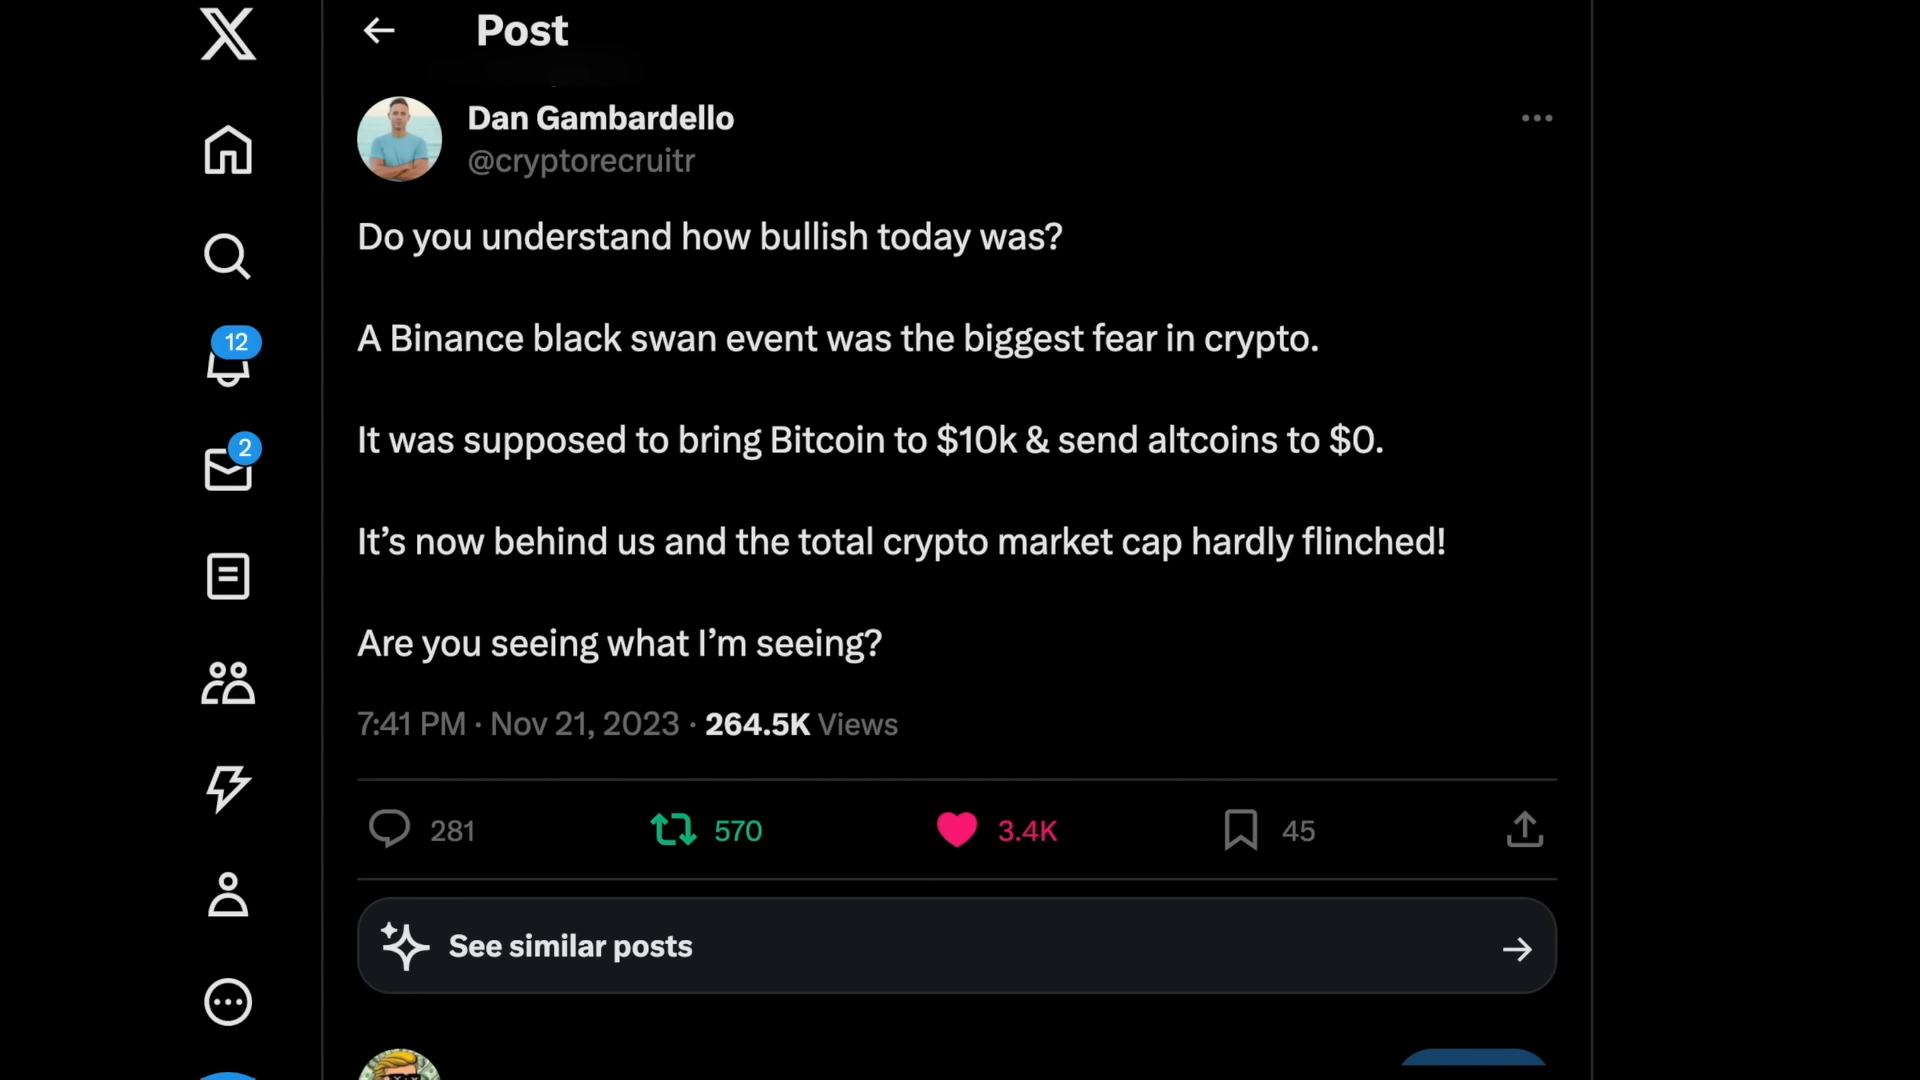 Post
Dan Gambardello
@cryptorecruitr
Do you understand how bullish today was?
A Binance black swan event was the biggest fear in crypto.
12
It was supposed to bring Bitcoin to $10k & send altcoins to $0.
2
It’s now behind us and the total crypto market cap hardly flinched!
Are you seeing what I’m seeing?
7:41 PM · Nov 21, 2023 · 264.5K Views
281 570 3.4K 45
See similar posts